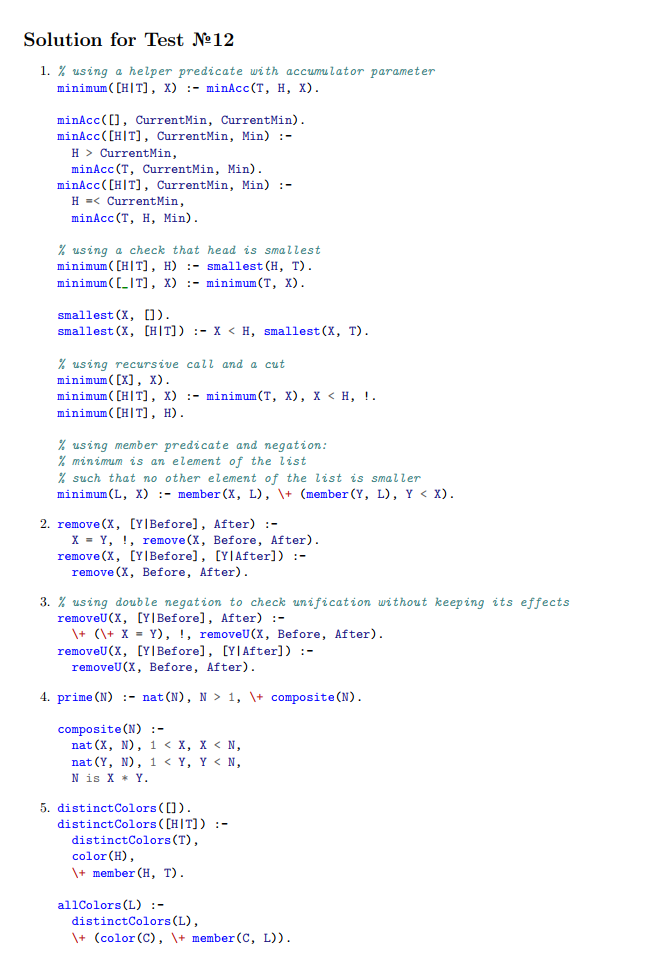 Solution for Test №12
1. % using a helper predicate with accumulator parameter
minimum([H|T], X) :- minAcc(T, H, X).
minAcc([], CurrentMin, CurrentMin).
minAcc([H|T], CurrentMin, Min) :-
H > CurrentMin,
minAcc(T, CurrentMin, Min).
minAcc([H|T], CurrentMin, Min) :-
H =< CurrentMin,
minAcc(T, H, Min).
% using a check that head is smallest
minimum([H|T], H) :- smallest(H, T).
minimum([_|T], X) :- minimum(T, X).
smallest(X, []).
smallest(X, [H|T]) :- X < H, smallest(X, T).
% using recursive call and a cut
minimum([X], X).
minimum([H|T], X) :- minimum(T, X), X < H, !.
minimum([H|T], H).
% using member predicate and negation:
% minimum is an element of the list
% such that no other element of the list is smaller
minimum(L, X) :- member(X, L), \+ (member(Y, L), Y < X).
2. remove(X, [Y|Before], After) :-
X = Y, !, remove(X, Before, After).
remove(X, [Y|Before], [Y|After]) :-
remove(X, Before, After).
3. % using double negation to check unification without keeping its effects
removeU(X, [Y|Before], After) :-
\+ (\+ X = Y), !, removeU(X, Before, After).
removeU(X, [Y|Before], [Y|After]) :-
removeU(X, Before, After).
4. prime(N) :- nat(N), N > 1, \+ composite(N).
composite(N) :-
nat(X, N), 1 < X, X < N,
nat(Y, N), 1 < Y, Y < N,
N is X * Y.
5. distinctColors([]).
distinctColors([H|T]) :-
distinctColors(T),
color(H),
\+ member(H, T).
allColors(L) :-
distinctColors(L),
\+ (color(C), \+ member(C, L)).